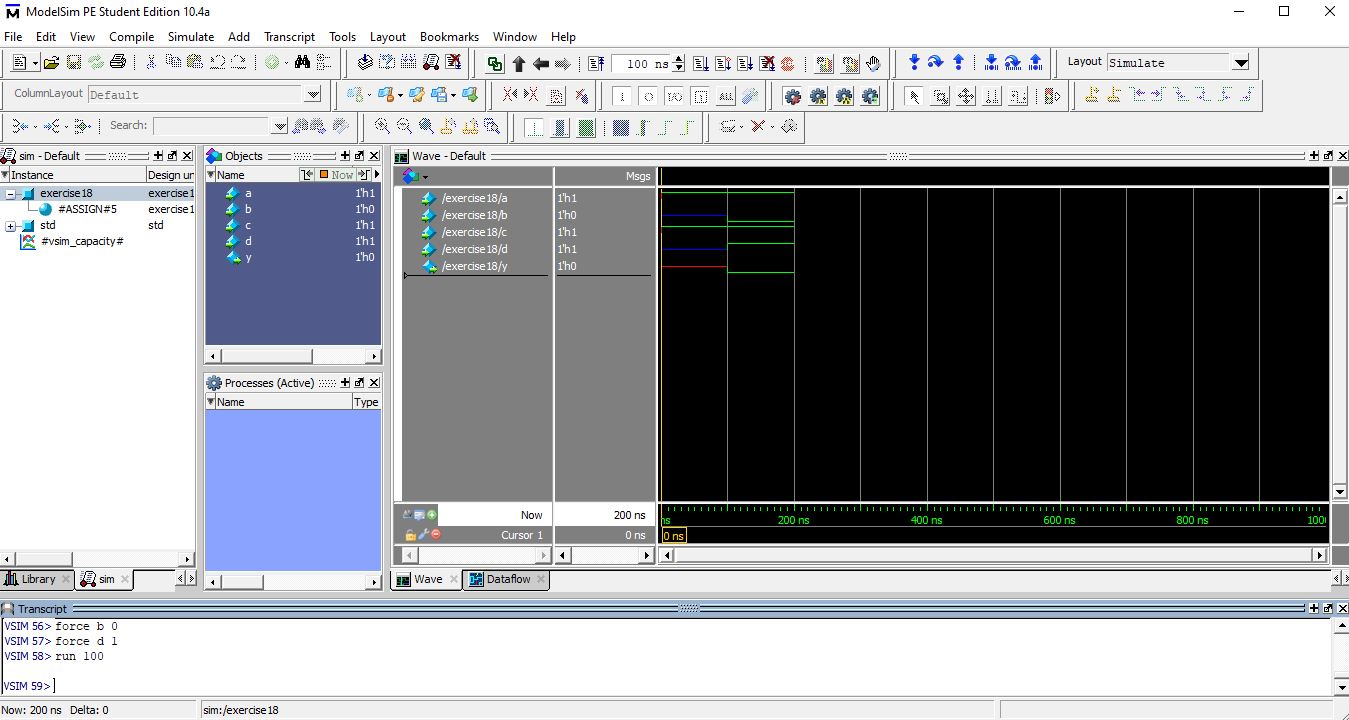 ModelSim PE Student Edition 10.4a
File Edit View Compile Simulate Add Transcript Tools Layout Bookmarks Window Help
100 ns
Layout Simulate
ColumnLayout Default
ALL
Search:
sim - Default
Instance Design un
exercise18 exercise1
#ASSIGN#5 exercise1
std std
#vsim_capacity#
Library sim
Objects
Name Now
a 1'h1
b 1'h0
c 1'h1
d 1'h1
y 1'h0
Processes (Active)
Name Type
Wave - Default
Msgs
/exercise18/a 1'h1
/exercise18/b 1'h0
/exercise18/c 1'h1
/exercise18/d 1'h1
/exercise18/y 1'h0
Now 200 ns
Cursor 1 0 ns
ns 200 ns 400 ns 600 ns 800 ns 1000
0 ns
Wave Dataflow
Transcript
VSIM 56> force b 0
VSIM 57> force d 1
VSIM 58> run 100
VSIM 59>
Now: 200 ns Delta: 0 sim:/exercise18